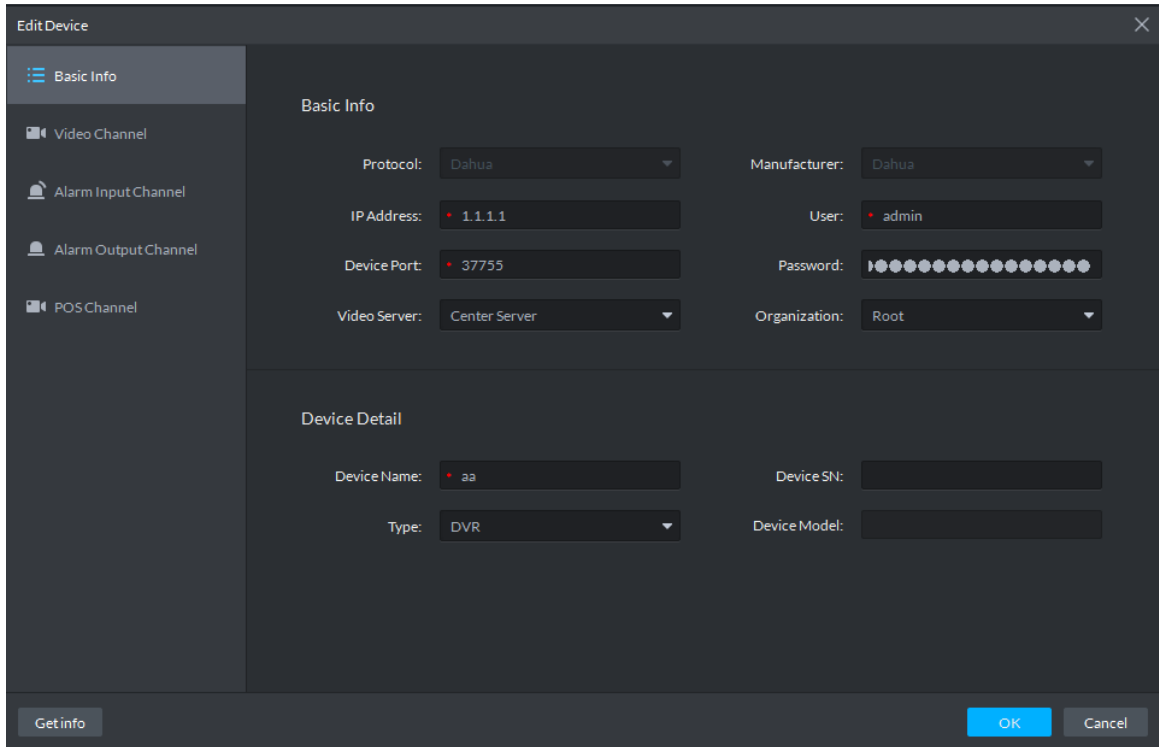 Edit Device
Basic Info
Video Channel
Alarm Input Channel
Alarm Output Channel
POS Channel
Basic Info
Protocol: Dahua Manufacturer: Dahua
IP Address: 1.1.1.1 User: admin
Device Port: 37755 Password:
Video Server: Center Server Organization: Root
Device Detail
Device Name: aa Device SN:
Type: DVR Device Model:
Get info OK Cancel